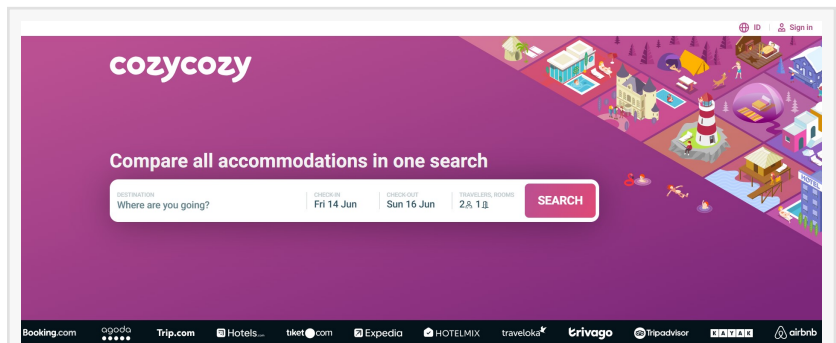 ID Sign in
cozycozy
Compare all accommodations in one search
DESTINATION CHECK-IN CHECK-OUT TRAVELERS, ROOMS
Where are you going? Fri 14 Jun Sun 16 Jun 2 1 SEARCH
HOTEL
Booking.com agoda Trip.com Hotels.com tiket.com Expedia HOTELMIX traveloka trivago Tripadvisor KAYAK airbnb